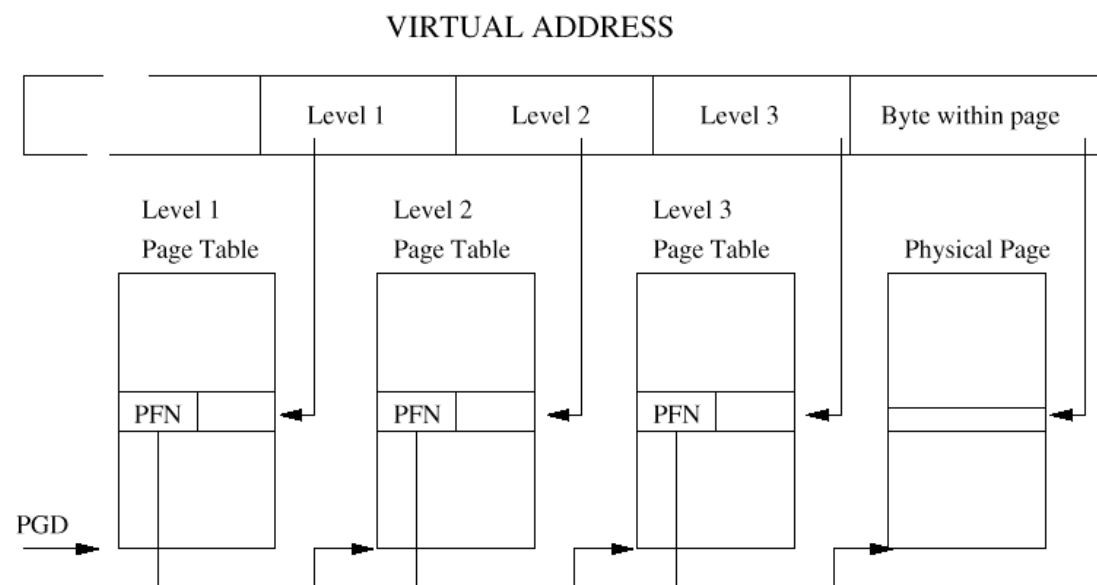 VIRTUAL ADDRESS
Level 1
Level 2
Level 3
Byte within page
Level 1
Page Table
Level 2
Page Table
Level 3
Page Table
Physical Page
PFN
PFN
PFN
PGD